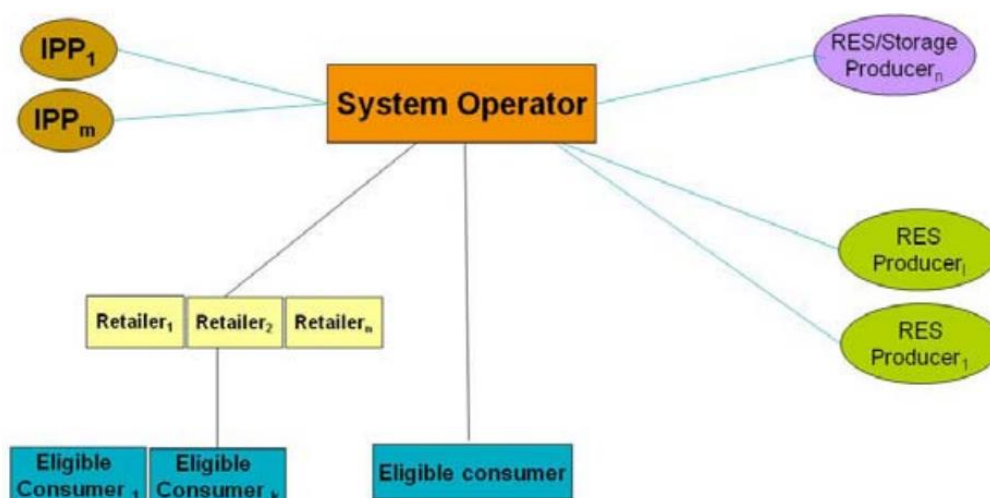 IPP₁
IPPₘ
System Operator
RES/Storage
Producerₙ
RES
Producerₗ
RES
Producer₁
Retailer₁
Retailer₂
Retailerₙ
Eligible
Consumer ₁
Eligible
Consumer ₖ
Eligible consumer